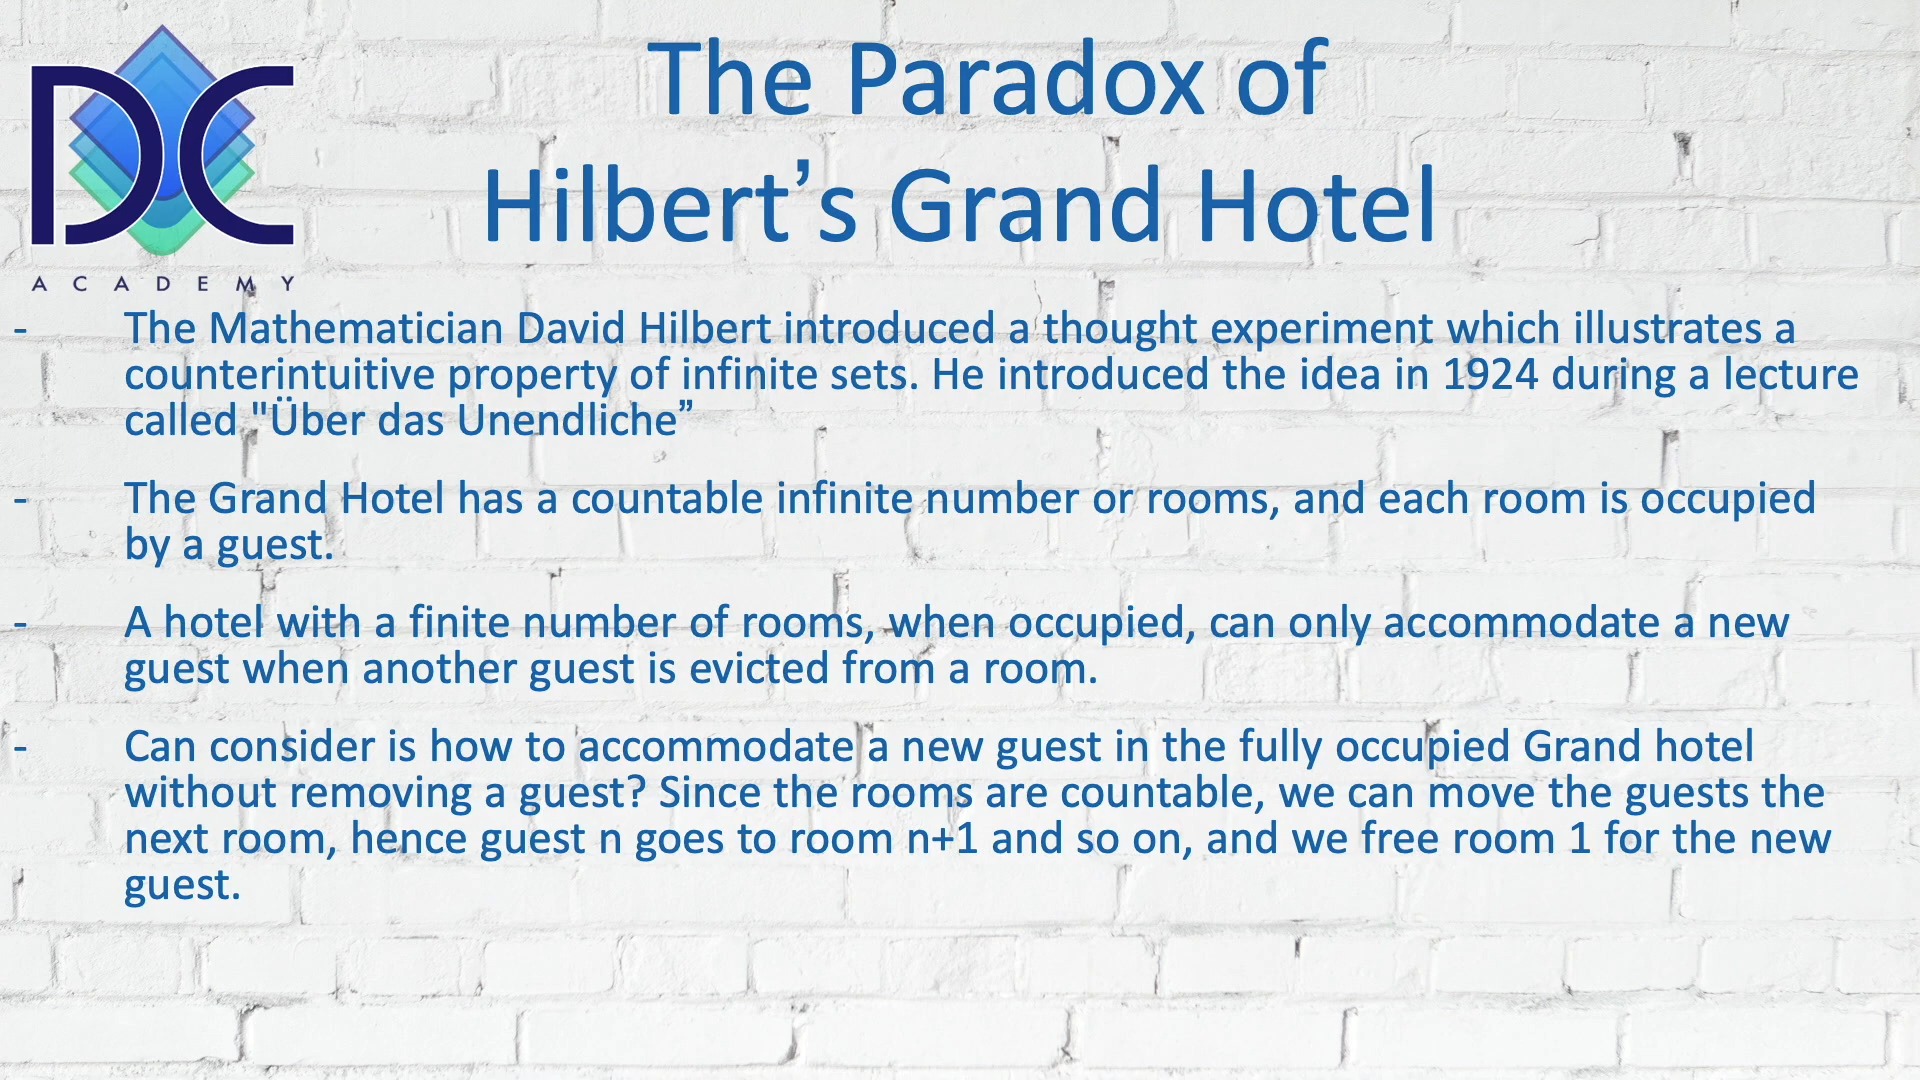 DC
ACADEMY
The Paradox of
Hilbert’s Grand Hotel
- The Mathematician David Hilbert introduced a thought experiment which illustrates a
counterintuitive property of infinite sets. He introduced the idea in 1924 during a lecture
called "Über das Unendliche”
- The Grand Hotel has a countable infinite number or rooms, and each room is occupied
by a guest.
- A hotel with a finite number of rooms, when occupied, can only accommodate a new
guest when another guest is evicted from a room.
- Can consider is how to accommodate a new guest in the fully occupied Grand hotel
without removing a guest? Since the rooms are countable, we can move the guests the
next room, hence guest n goes to room n+1 and so on, and we free room 1 for the new
guest.